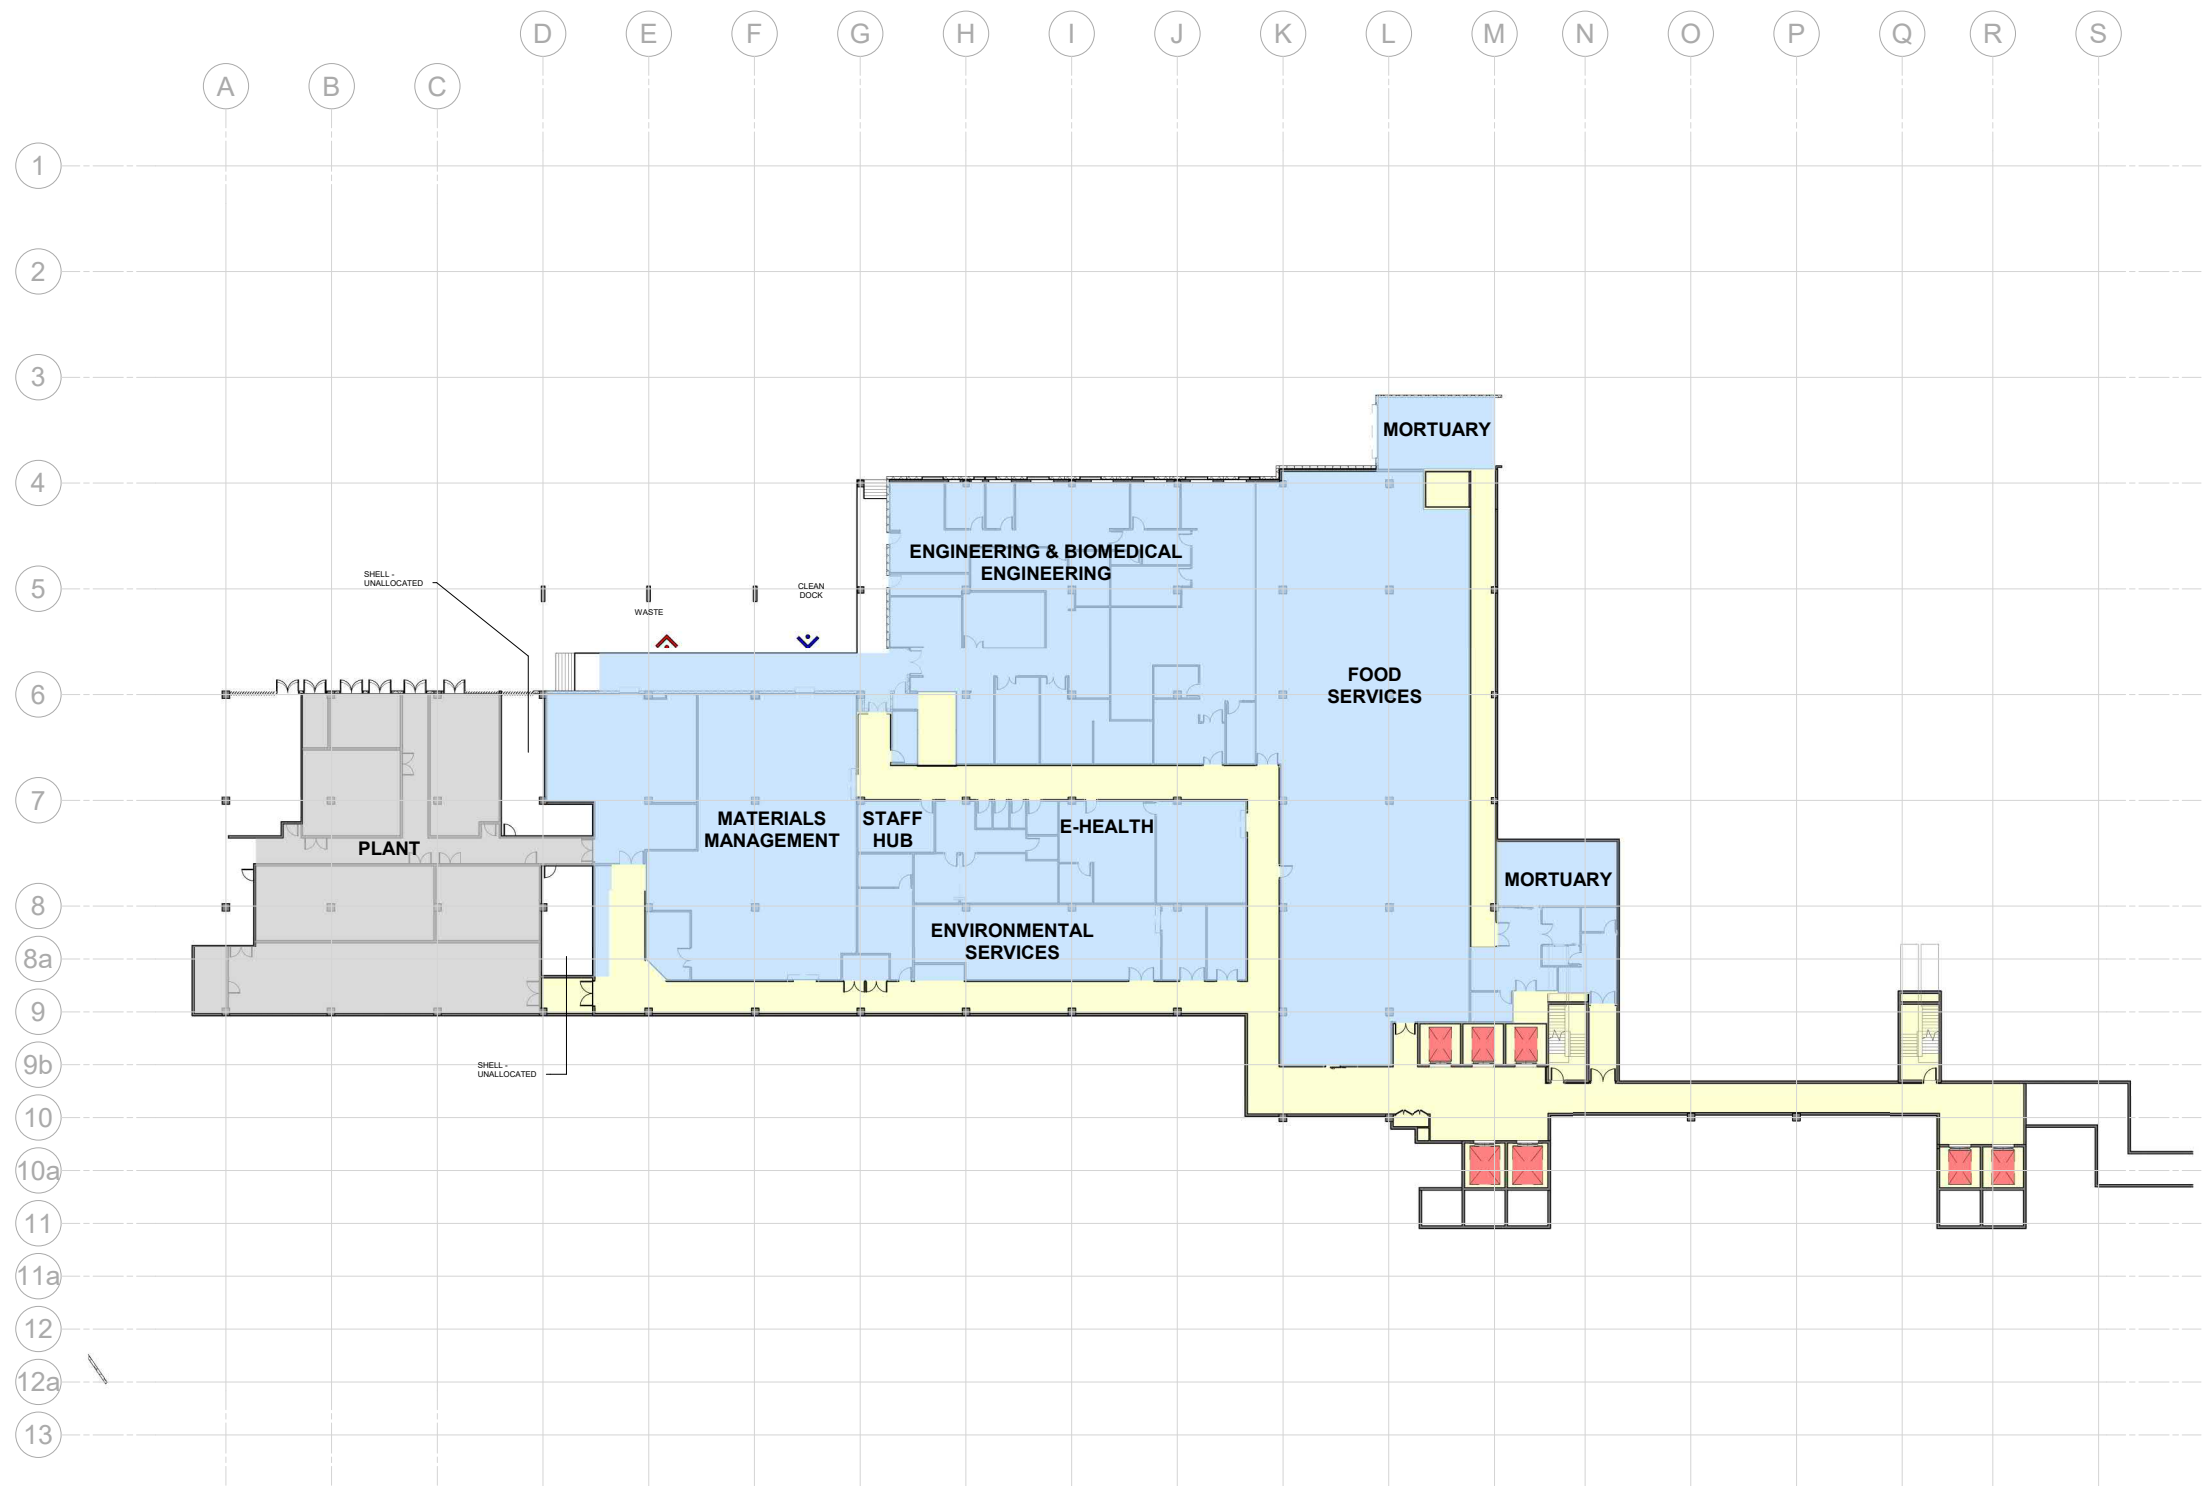 D E F G H I J K L M N O P Q R S
A B C
1
2
3
MORTUARY
4
ENGINEERING & BIOMEDICAL
ENGINEERING
SHELL -
UNALLOCATED
CLEAN
DOCK
5
WASTE
FOOD
SERVICES
6
7
MATERIALS
MANAGEMENT
STAFF
HUB
E-HEALTH
PLANT
MORTUARY
8
ENVIRONMENTAL
SERVICES
8a
9
9b
SHELL -
UNALLOCATED
10
10a
11
11a
12
12a
13